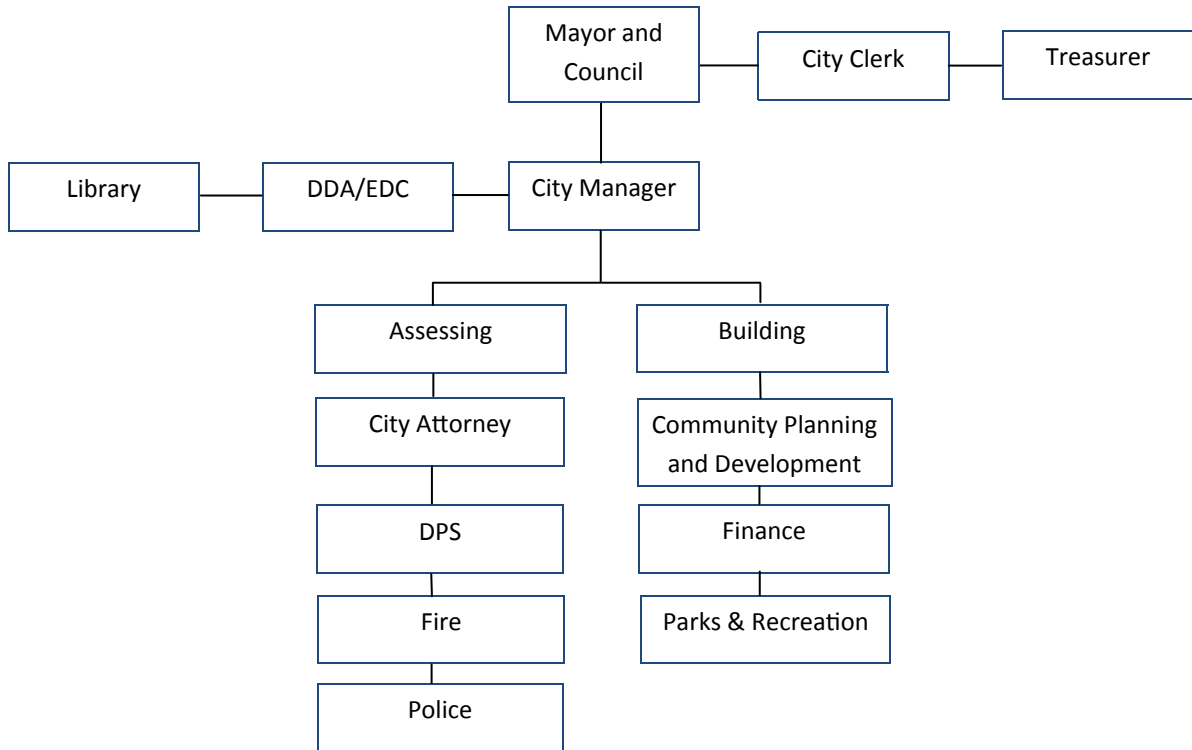 Mayor and
Council
City Clerk
Treasurer
Library
DDA/EDC
City Manager
Assessing
Building
City Attorney
Community Planning
and Development
DPS
Finance
Fire
Parks & Recreation
Police